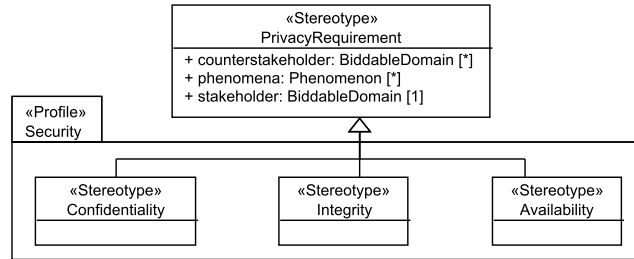 «Stereotype»
PrivacyRequirement
+ counterstakeholder: BiddableDomain [*]
+ phenomena: Phenomenon [*]
+ stakeholder: BiddableDomain [1]
«Profile»
Security
«Stereotype»
Confidentiality
«Stereotype»
Integrity
«Stereotype»
Availability